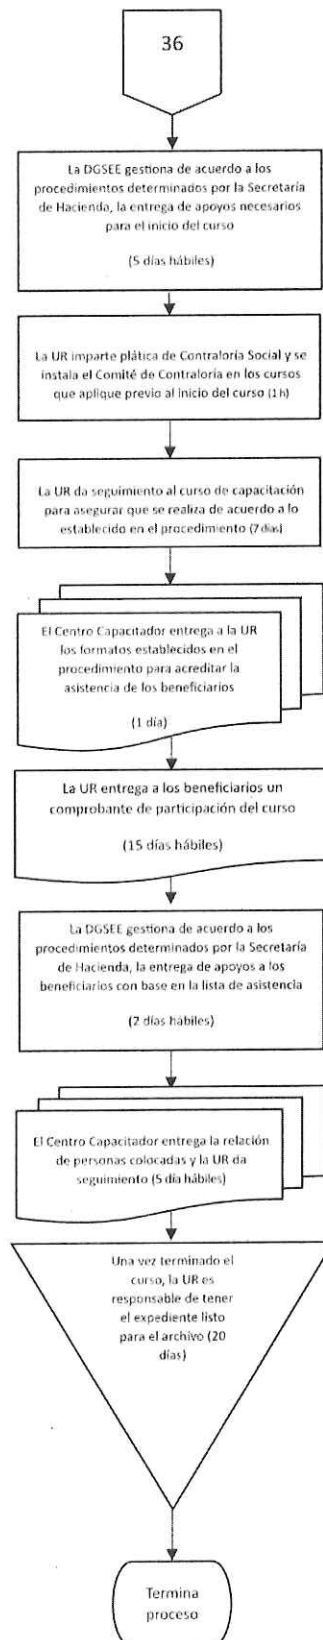 36
La DGSEE gestiona de acuerdo a los
procedimientos determinados por la Secretaría
de Hacienda, la entrega de apoyos necesarios
para el inicio del curso
(5 días hábiles)
La UR imparte plática de Contraloría Social y se
instala el Comité de Contraloría en los cursos
que aplique previo al inicio del curso (1 h)
La UR da seguimiento al curso de capacitación
para asegurar que se realiza de acuerdo a lo
establecido en el procedimiento (7 días)
El Centro Capacitador entrega a la UR
los formatos establecidos en el
procedimiento para acreditar la
asistencia de los beneficiarios
(1 día)
La UR entrega a los beneficiarios un
comprobante de participación del curso
(15 días hábiles)
La DGSEE gestiona de acuerdo a los
procedimientos determinados por la Secretaría
de Hacienda, la entrega de apoyos a los
beneficiarios con base en la lista de asistencia
(2 días hábiles)
El Centro Capacitador entrega la relación
de personas colocadas y la UR da
seguimiento (5 día hábiles)
Una vez terminado el
curso, la UR es
responsable de tener
el expediente listo
para el archivo (20
días)
Termina
proceso